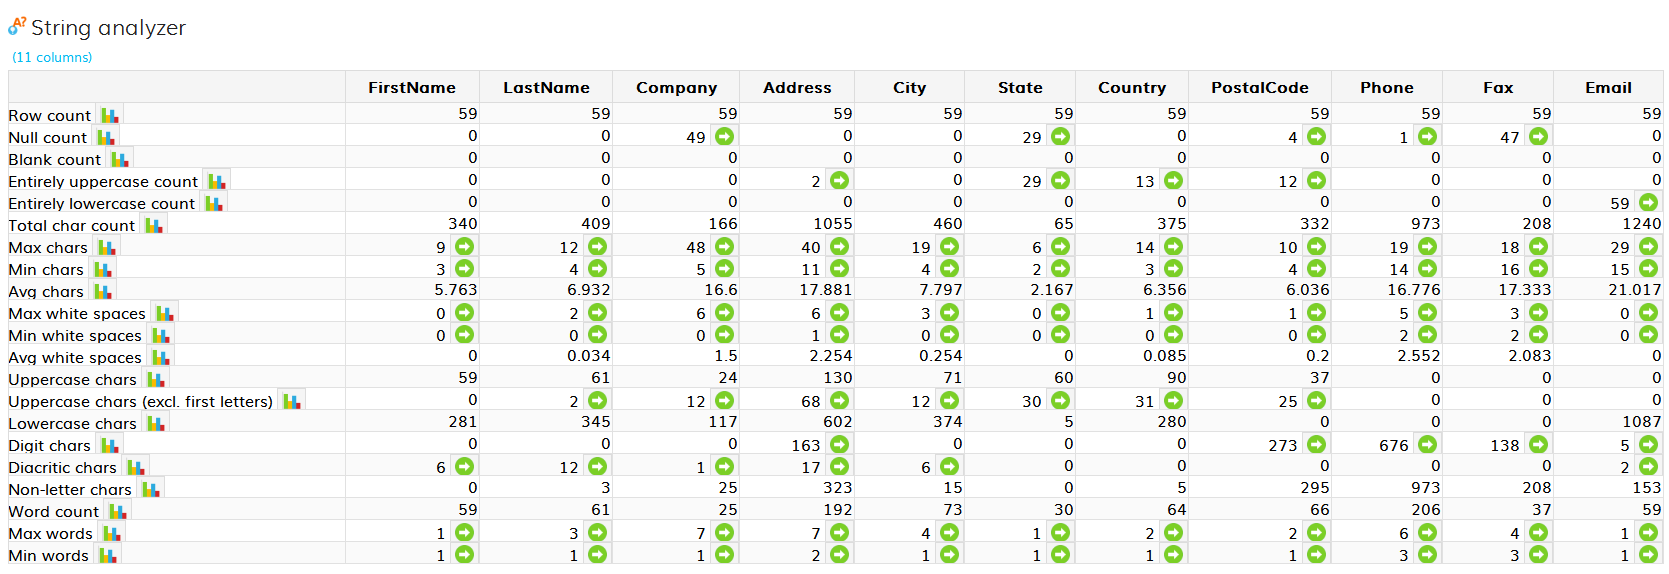 A?
String analyzer
(11 columns)
FirstName LastName Company Address City State Country PostalCode Phone Fax Email
Row count 59 59 59 59 59 59 59 59 59 59 59
Null count 0 0 49 0 0 29 0 4 1 47 0
Blank count 0 0 0 0 0 0 0 0 0 0 0
Entirely uppercase count 0 0 0 2 0 29 13 12 0 0 0
Entirely lowercase count 0 0 0 0 0 0 0 0 0 0 59
Total char count 340 409 166 1055 460 65 375 332 973 208 1240
Max chars 9 12 48 40 19 6 14 10 19 18 29
Min chars 3 4 5 11 4 2 3 4 14 16 15
Avg chars 5.763 6.932 16.6 17.881 7.797 2.167 6.356 6.036 16.776 17.333 21.017
Max white spaces 0 2 6 6 3 0 1 1 5 3 0
Min white spaces 0 0 0 1 0 0 0 0 2 2 0
Avg white spaces 0 0.034 1.5 2.254 0.254 0 0.085 0.2 2.552 2.083 0
Uppercase chars 59 61 24 130 71 60 90 37 0 0 0
Uppercase chars (excl. first letters) 0 2 12 68 12 30 31 25 0 0 0
Lowercase chars 281 345 117 602 374 5 280 0 0 0 1087
Digit chars 0 0 0 163 0 0 0 273 676 138 5
Diacritic chars 6 12 1 17 6 0 0 0 0 0 2
Non-letter chars 0 3 25 323 15 0 5 295 973 208 153
Word count 59 61 25 192 73 30 64 66 206 37 59
Max words 1 3 7 7 4 1 2 2 6 4 1
Min words 1 1 1 2 1 1 1 1 3 3 1